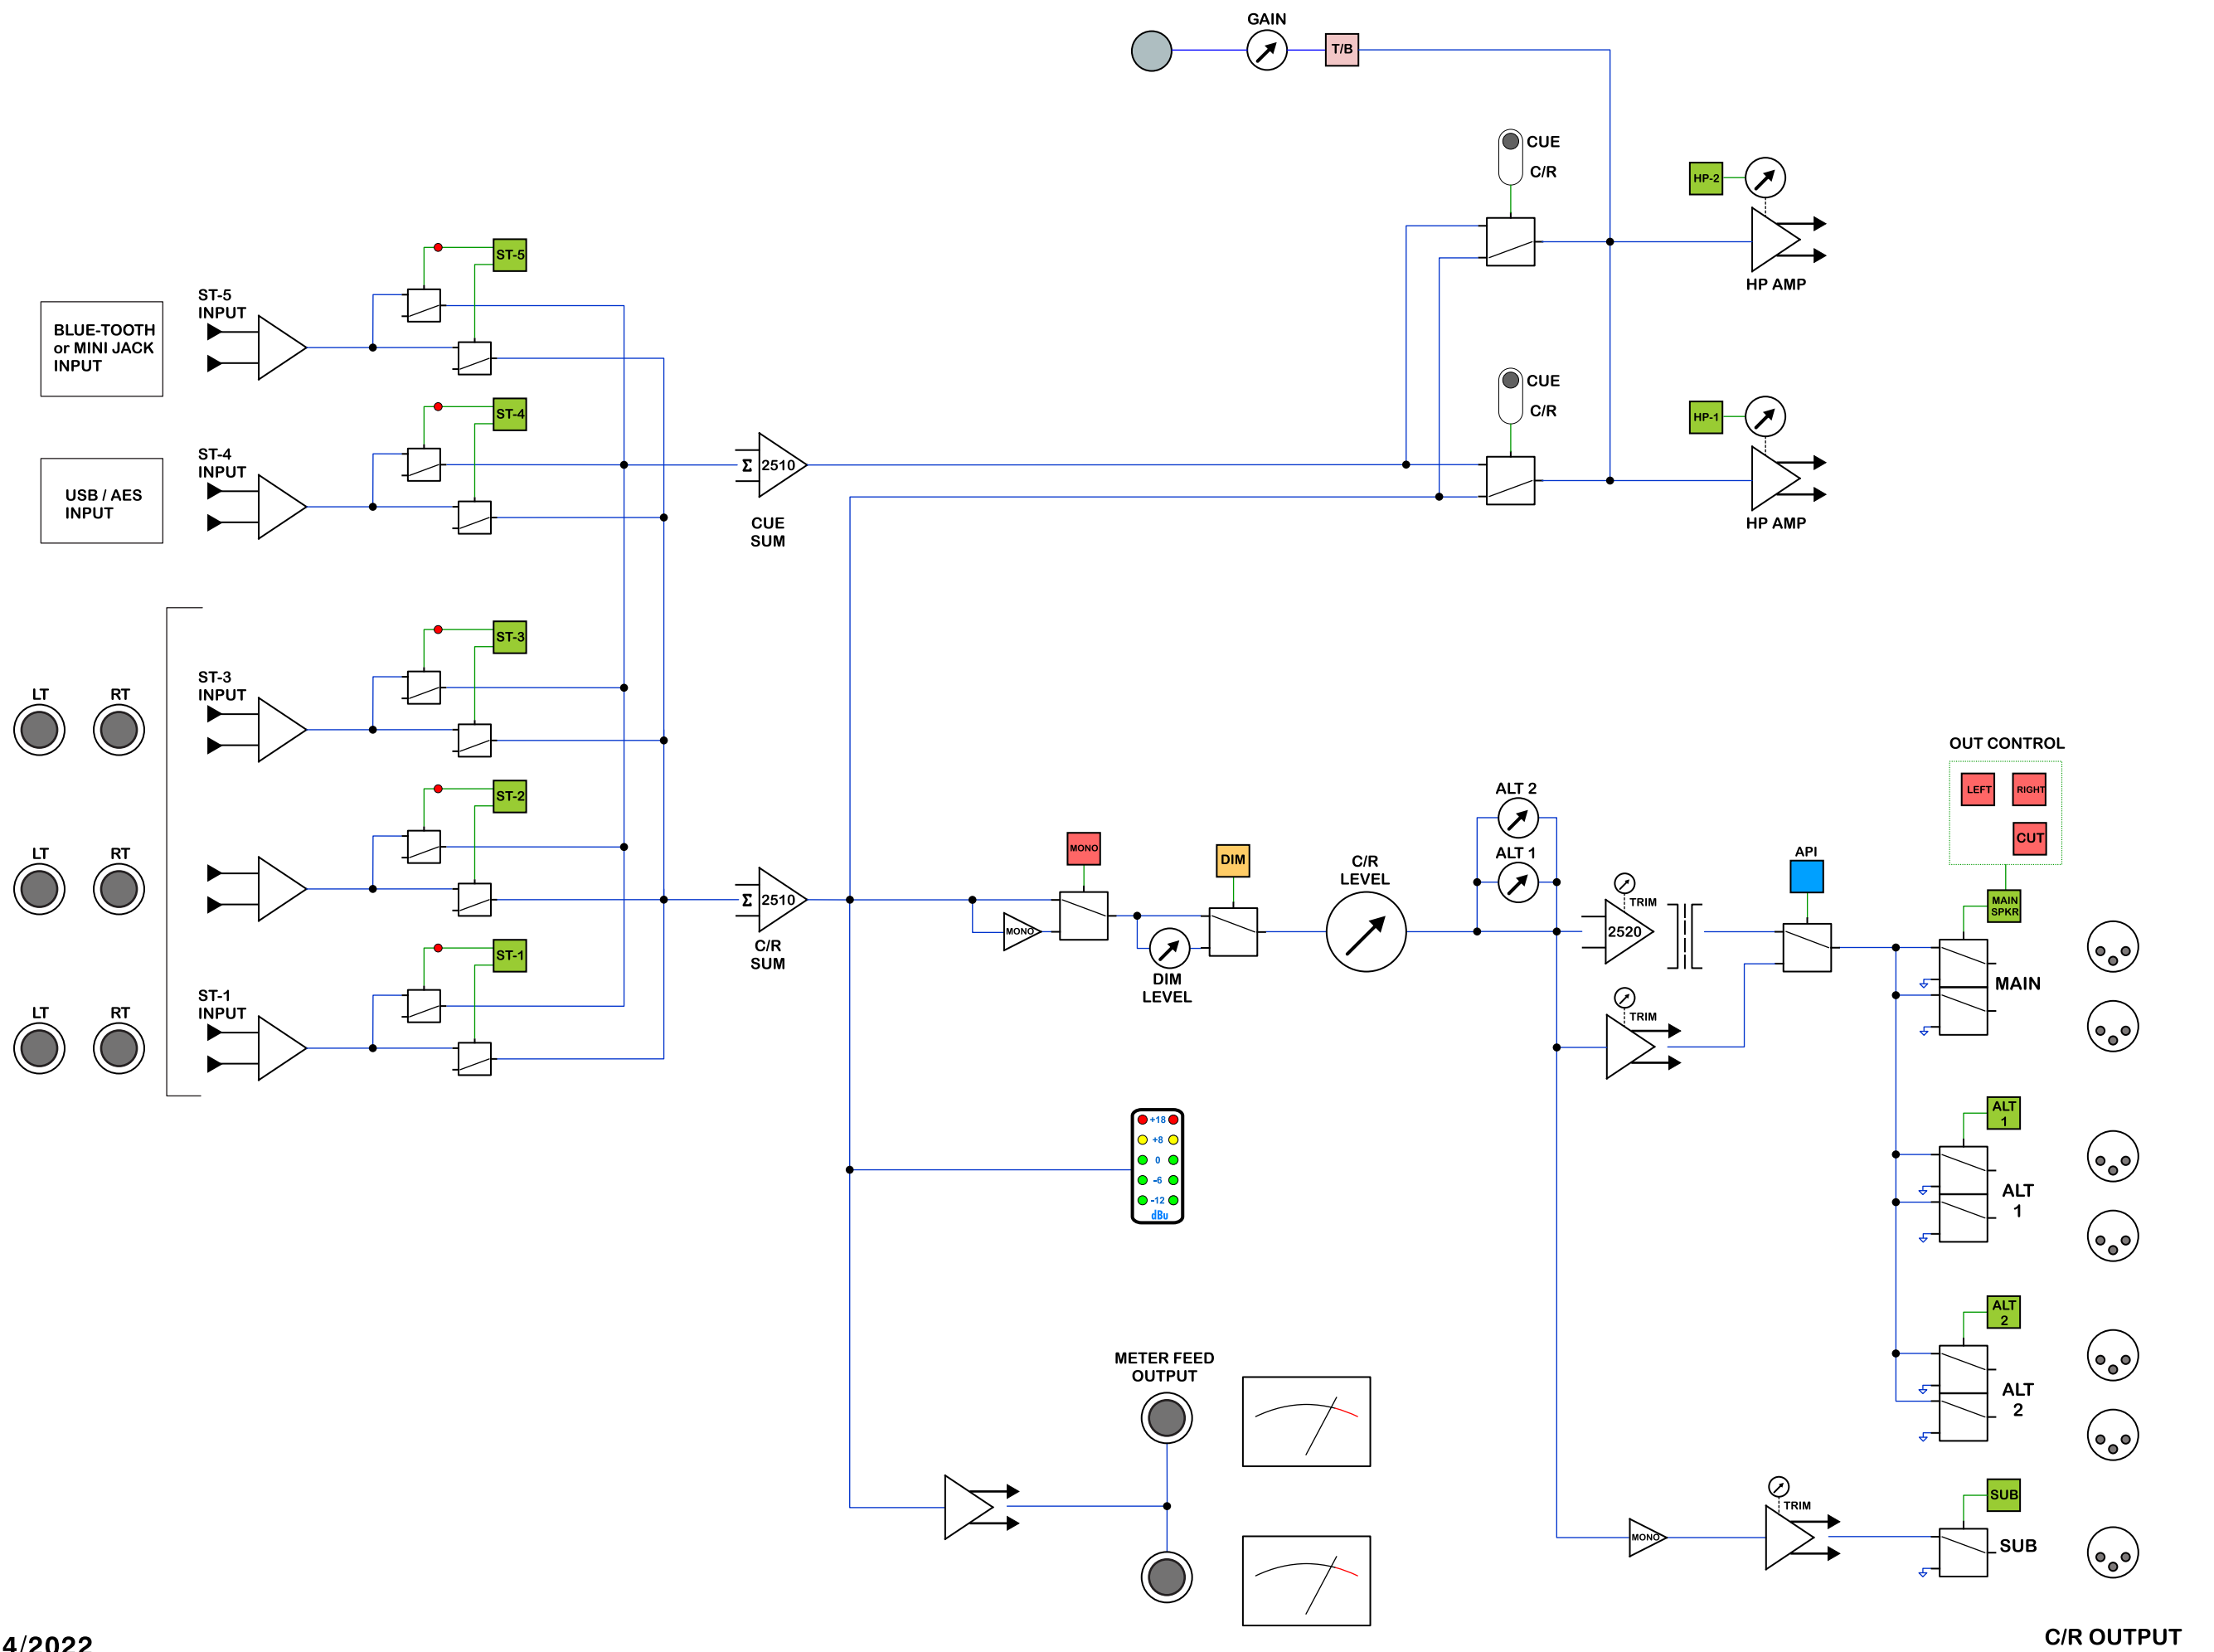 GAIN
T/B
CUE
C/R
HP-2
HP AMP
ST-5
ST-5
INPUT
BLUE-TOOTH
or MINI JACK
INPUT
CUE
C/R
HP-1
HP AMP
ST-4
ST-4
INPUT
USB / AES
INPUT
Σ 2510
CUE
SUM
ST-3
ST-3
INPUT
LT RT
ST-2
LT RT
Σ 2510
C/R
SUM
ST-1
ST-1
INPUT
LT RT
MONO
MONO
DIM
DIM
LEVEL
C/R
LEVEL
ALT 2
ALT 1
TRIM
2520
TRIM
API
OUT CONTROL
LEFT RIGHT
CUT
MAIN
SPKR
MAIN
ALT
1
ALT
1
ALT
2
ALT
2
+18
+8
0
-6
-12
dBu
METER FEED
OUTPUT
MONO
TRIM
SUB
SUB
4/2022
C/R OUTPUT